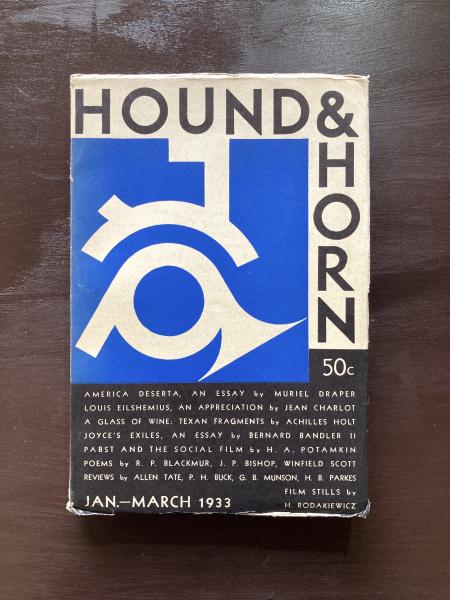 HOUND&
HORN
50c
AMERICA DESERTA, AN ESSAY by MURIEL DRAPER
LOUIS EILSHEMIUS, AN APPRECIATION by JEAN CHARLOT
A GLASS OF WINE: TEXAN FRAGMENTS by ACHILLES HOLT
JOYCE'S EXILES, AN ESSAY by BERNARD BANDLER II
PABST AND THE SOCIAL FILM by H. A. POTAMKIN
POEMS by R. P. BLACKMUR, J. P. BISHOP, WINFIELD SCOTT
REVIEWS by ALLEN TATE, P. H. BUCK, G. B. MUNSON, H. B. PARKES
FILM STILLS by
JAN.—MARCH 1933
H. RODAKIEWICZ